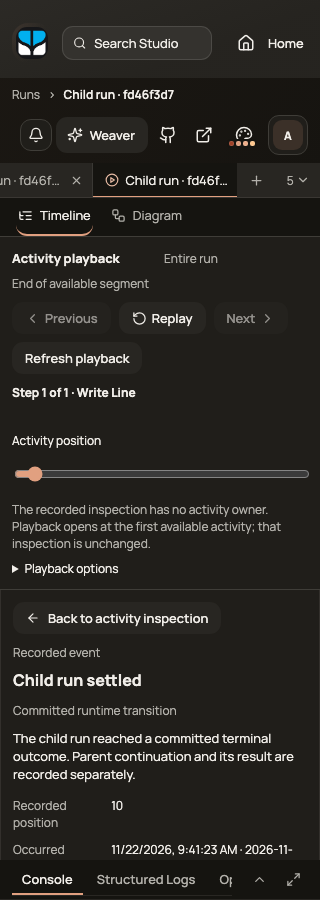 Search Studio
Home
Runs > Child run · fd46f3d7
Weaver
A
un · fd46f...
Child run · fd46f...
5
Timeline
Diagram
Activity playback
Entire run
End of available segment
Previous
Replay
Next
Refresh playback
Step 1 of 1 · Write Line
Activity position
The recorded inspection has no activity owner.
Playback opens at the first available activity; that
inspection is unchanged.
Playback options
Back to activity inspection
Recorded event
Child run settled
Committed runtime transition
The child run reached a committed terminal
outcome. Parent continuation and its result are
recorded separately.
Recorded position
10
Occurred
11/22/2026, 9:41:23 AM · 2026-11-
Console
Structured Logs